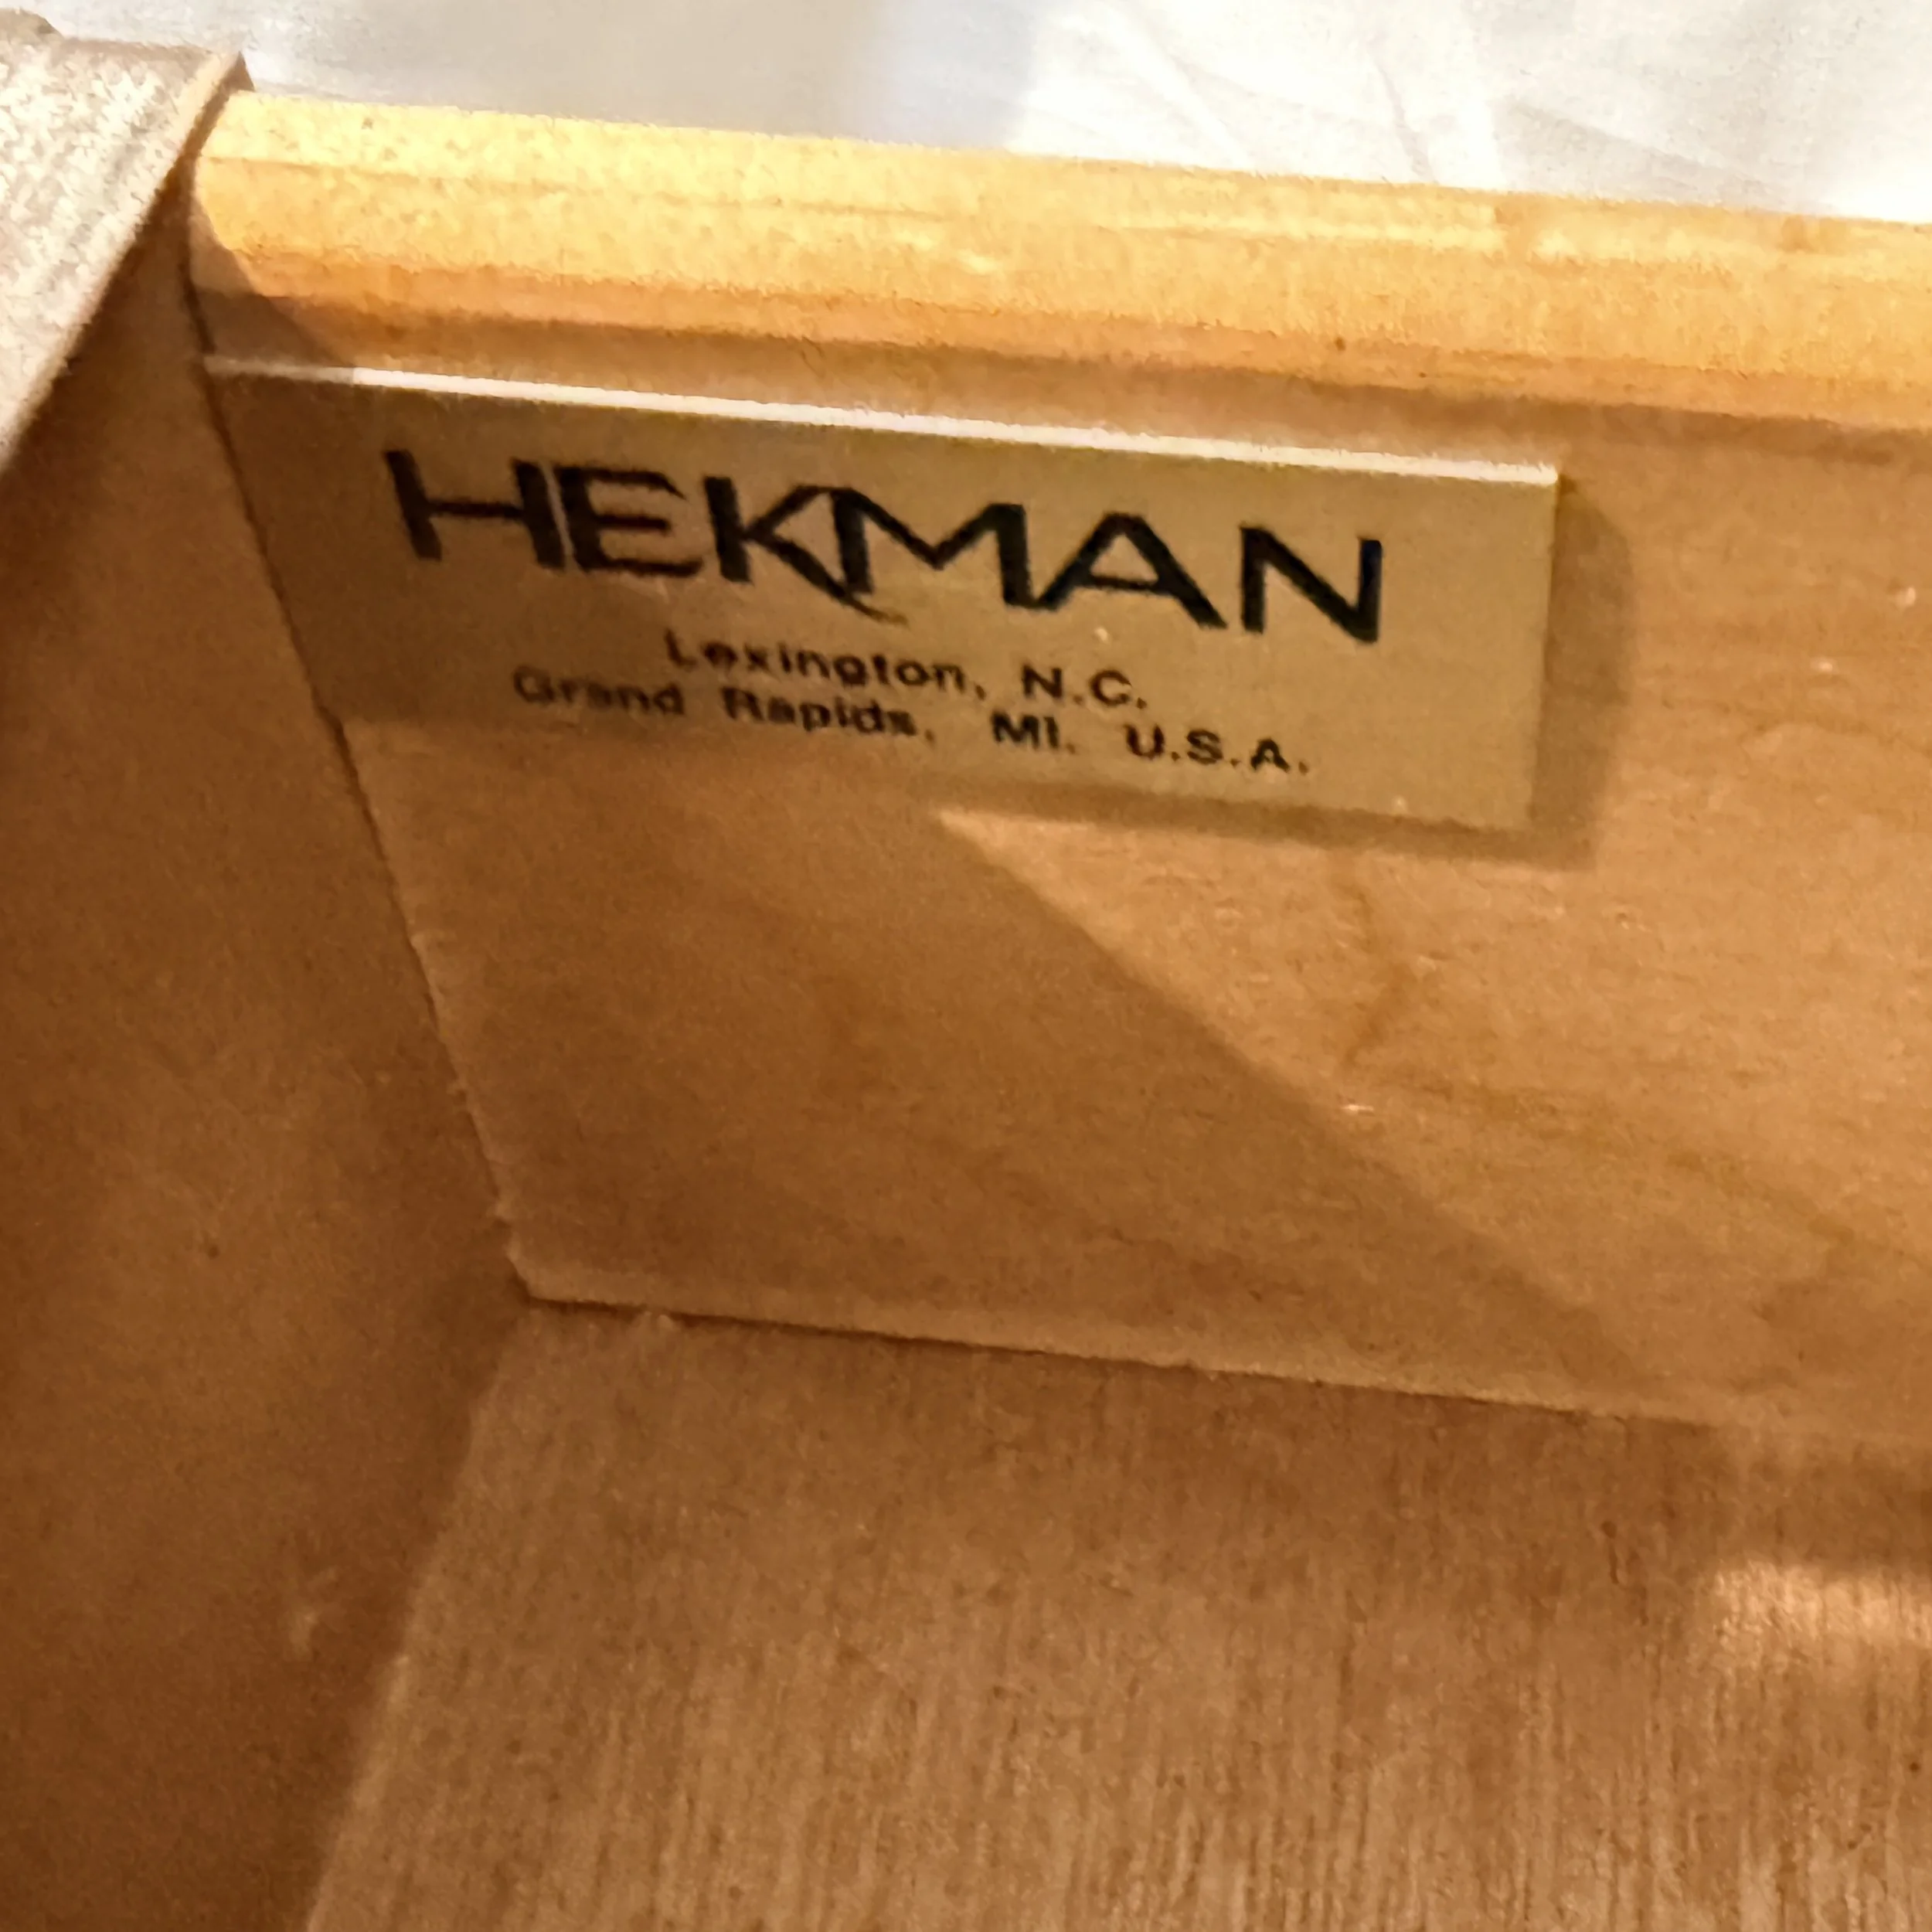 HEKMAN
Lexington, N.C.
Grand Rapids, MI. U.S.A.